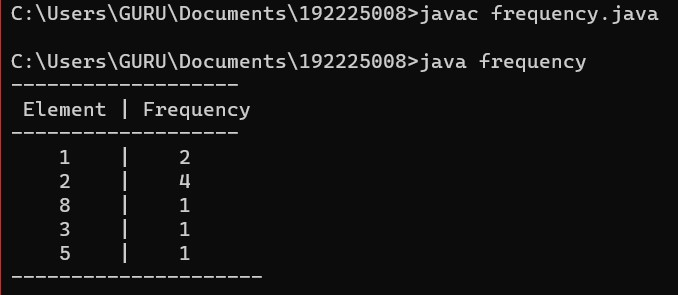 C:\Users\GURU\Documents\192225008>javac frequency.java
C:\Users\GURU\Documents\192225008>java frequency
-------------------
 Element | Frequency
-------------------
    1    |    2
    2    |    4
    8    |    1
    3    |    1
    5    |    1
---------------------